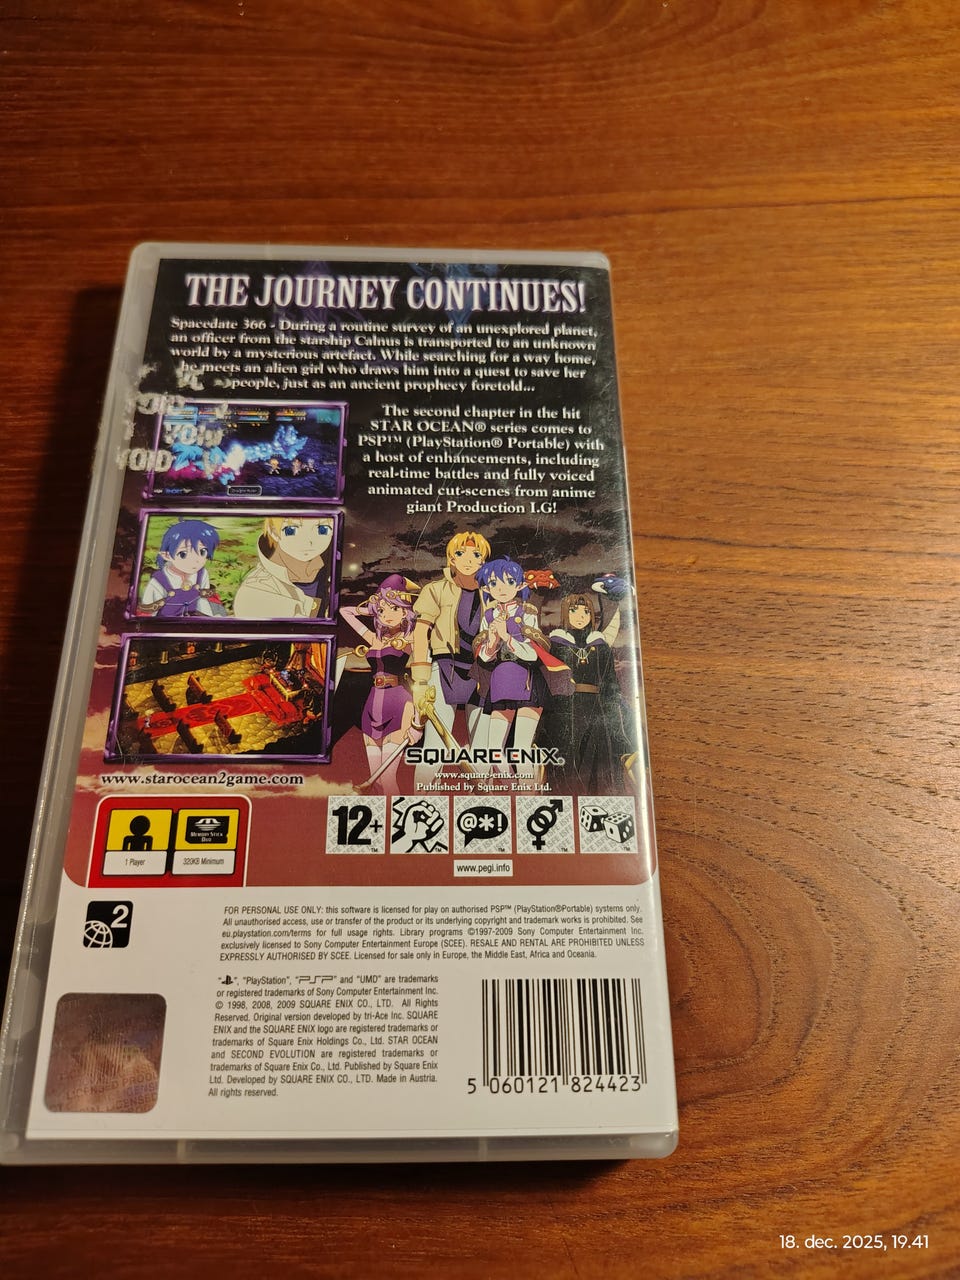 THE JOURNEY CONTINUES!
Spacedate 366 - During a routine survey of an unexplored planet,
an officer from the starship Calnus is transported to an unknown
world by a mysterious artefact. While searching for a way home,
he meets an alien girl who draws him into a quest to save her
people, just as an ancient prophecy foretold...
VOID
VOID
VOID
The second chapter in the hit
STAR OCEAN® series comes to
PSP™ (PlayStation® Portable) with
a host of enhancements, including
real-time battles and fully voiced
animated cut-scenes from anime
giant Production I.G!
SQUARE ENIX®
www.square-enix.com
Published by Square Enix Ltd.
www.starocean2game.com
1 Player
MEMORY STICK
DUO
320KB Minimum
12+™
@*!
www.pegi.info
2
FOR PERSONAL USE ONLY: this software is licensed for play on authorised PSP™ (PlayStation®Portable) systems only.
All unauthorised access, use or transfer of the product or its underlying copyright and trademark works is prohibited. See
eu.playstation.com/terms for full usage rights. Library programs ©1997-2009 Sony Computer Entertainment Inc.
exclusively licensed to Sony Computer Entertainment Europe (SCEE). RESALE AND RENTAL ARE PROHIBITED UNLESS
EXPRESSLY AUTHORISED BY SCEE. Licensed for sale only in Europe, the Middle East, Africa and Oceania.
" ", "PlayStation", "PSP" and "UMD" are trademarks
or registered trademarks of Sony Computer Entertainment Inc.
© 1998, 2008, 2009 SQUARE ENIX CO., LTD. All Rights
Reserved. Original version developed by tri-Ace Inc. SQUARE
ENIX and the SQUARE ENIX logo are registered trademarks or
trademarks of Square Enix Holdings Co., Ltd. STAR OCEAN
and SECOND EVOLUTION are registered trademarks or
trademarks of Square Enix Co., Ltd. Published by Square Enix
Ltd. Developed by SQUARE ENIX CO., LTD. Made in Austria.
All rights reserved.
5 060121 824423
18. dec. 2025, 19.41